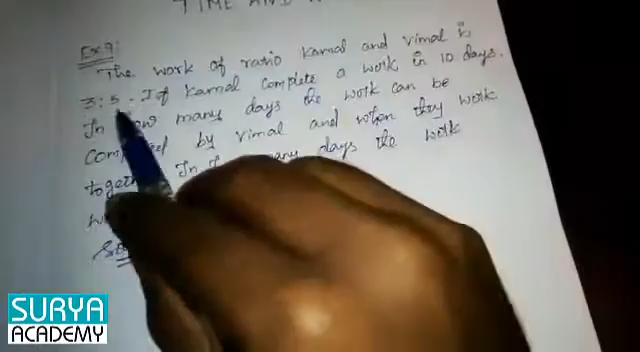 TIME AND
Ex 9:
The work of ratio Kamal and Vimal is
3:5. If Kamal complete a work in 10 days.
In many days the work can be
by Vimal and when they work
In many days the work
SURYA
ACADEMY